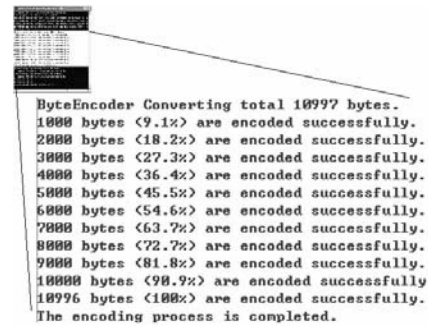 ByteEncoder Converting total 10997 bytes.
1000 bytes (9.1%) are encoded successfully.
2000 bytes (18.2%) are encoded successfully.
3000 bytes (27.3%) are encoded successfully.
4000 bytes (36.4%) are encoded successfully.
5000 bytes (45.5%) are encoded successfully.
6000 bytes (54.6%) are encoded successfully.
7000 bytes (63.7%) are encoded successfully.
8000 bytes (72.7%) are encoded successfully.
9000 bytes (81.8%) are encoded successfully.
10000 bytes (90.9%) are encoded successfully
10996 bytes (100%) are encoded successfully.
The encoding process is completed.